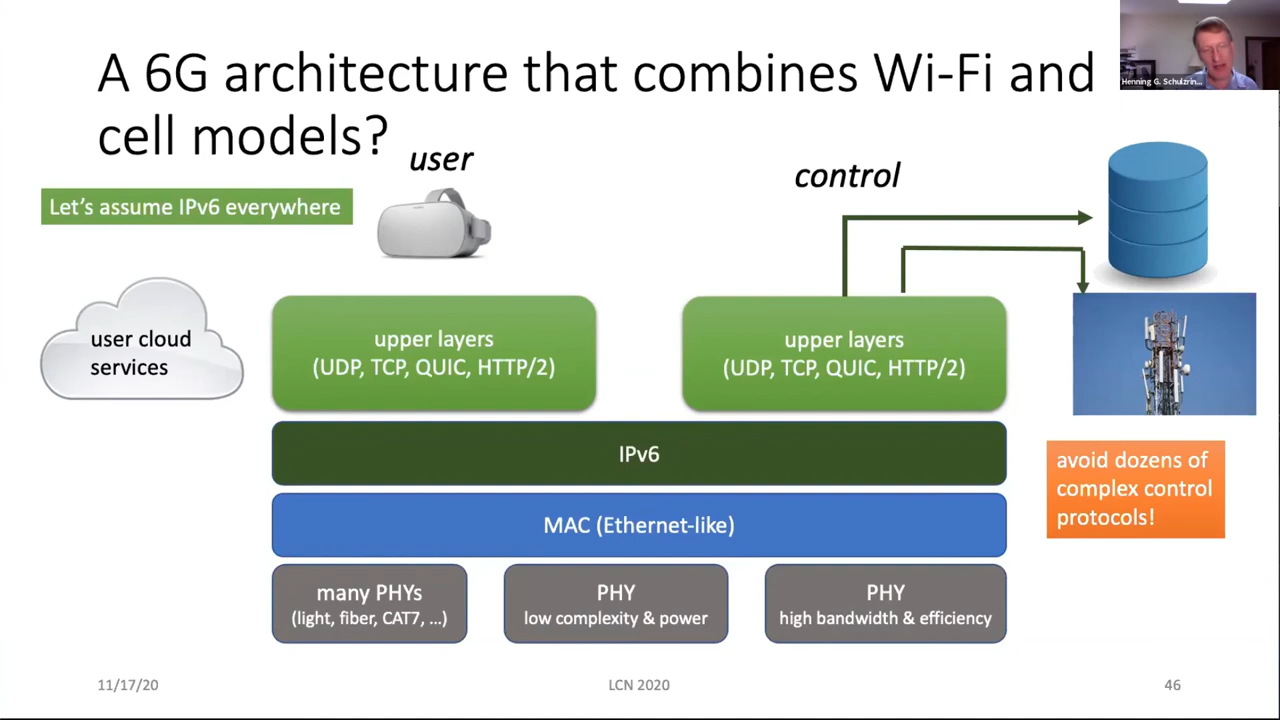 A 6G architecture that combines Wi-Fi and
cell models?
Henning G. Schulzrin...
user
control
Let's assume IPv6 everywhere
user cloud
services
upper layers
(UDP, TCP, QUIC, HTTP/2)
upper layers
(UDP, TCP, QUIC, HTTP/2)
IPv6
avoid dozens of
complex control
protocols!
MAC (Ethernet-like)
many PHYs
(light, fiber, CAT7, ...)
PHY
low complexity & power
PHY
high bandwidth & efficiency
11/17/20
LCN 2020
46